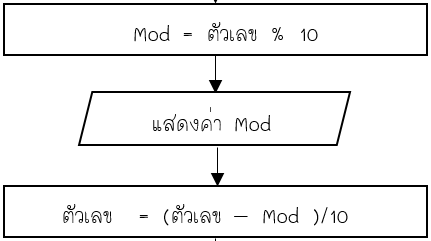 Mod = ตัวเลข % 10
แสดงค่า Mod
ตัวเลข = (ตัวเลข – Mod )/10